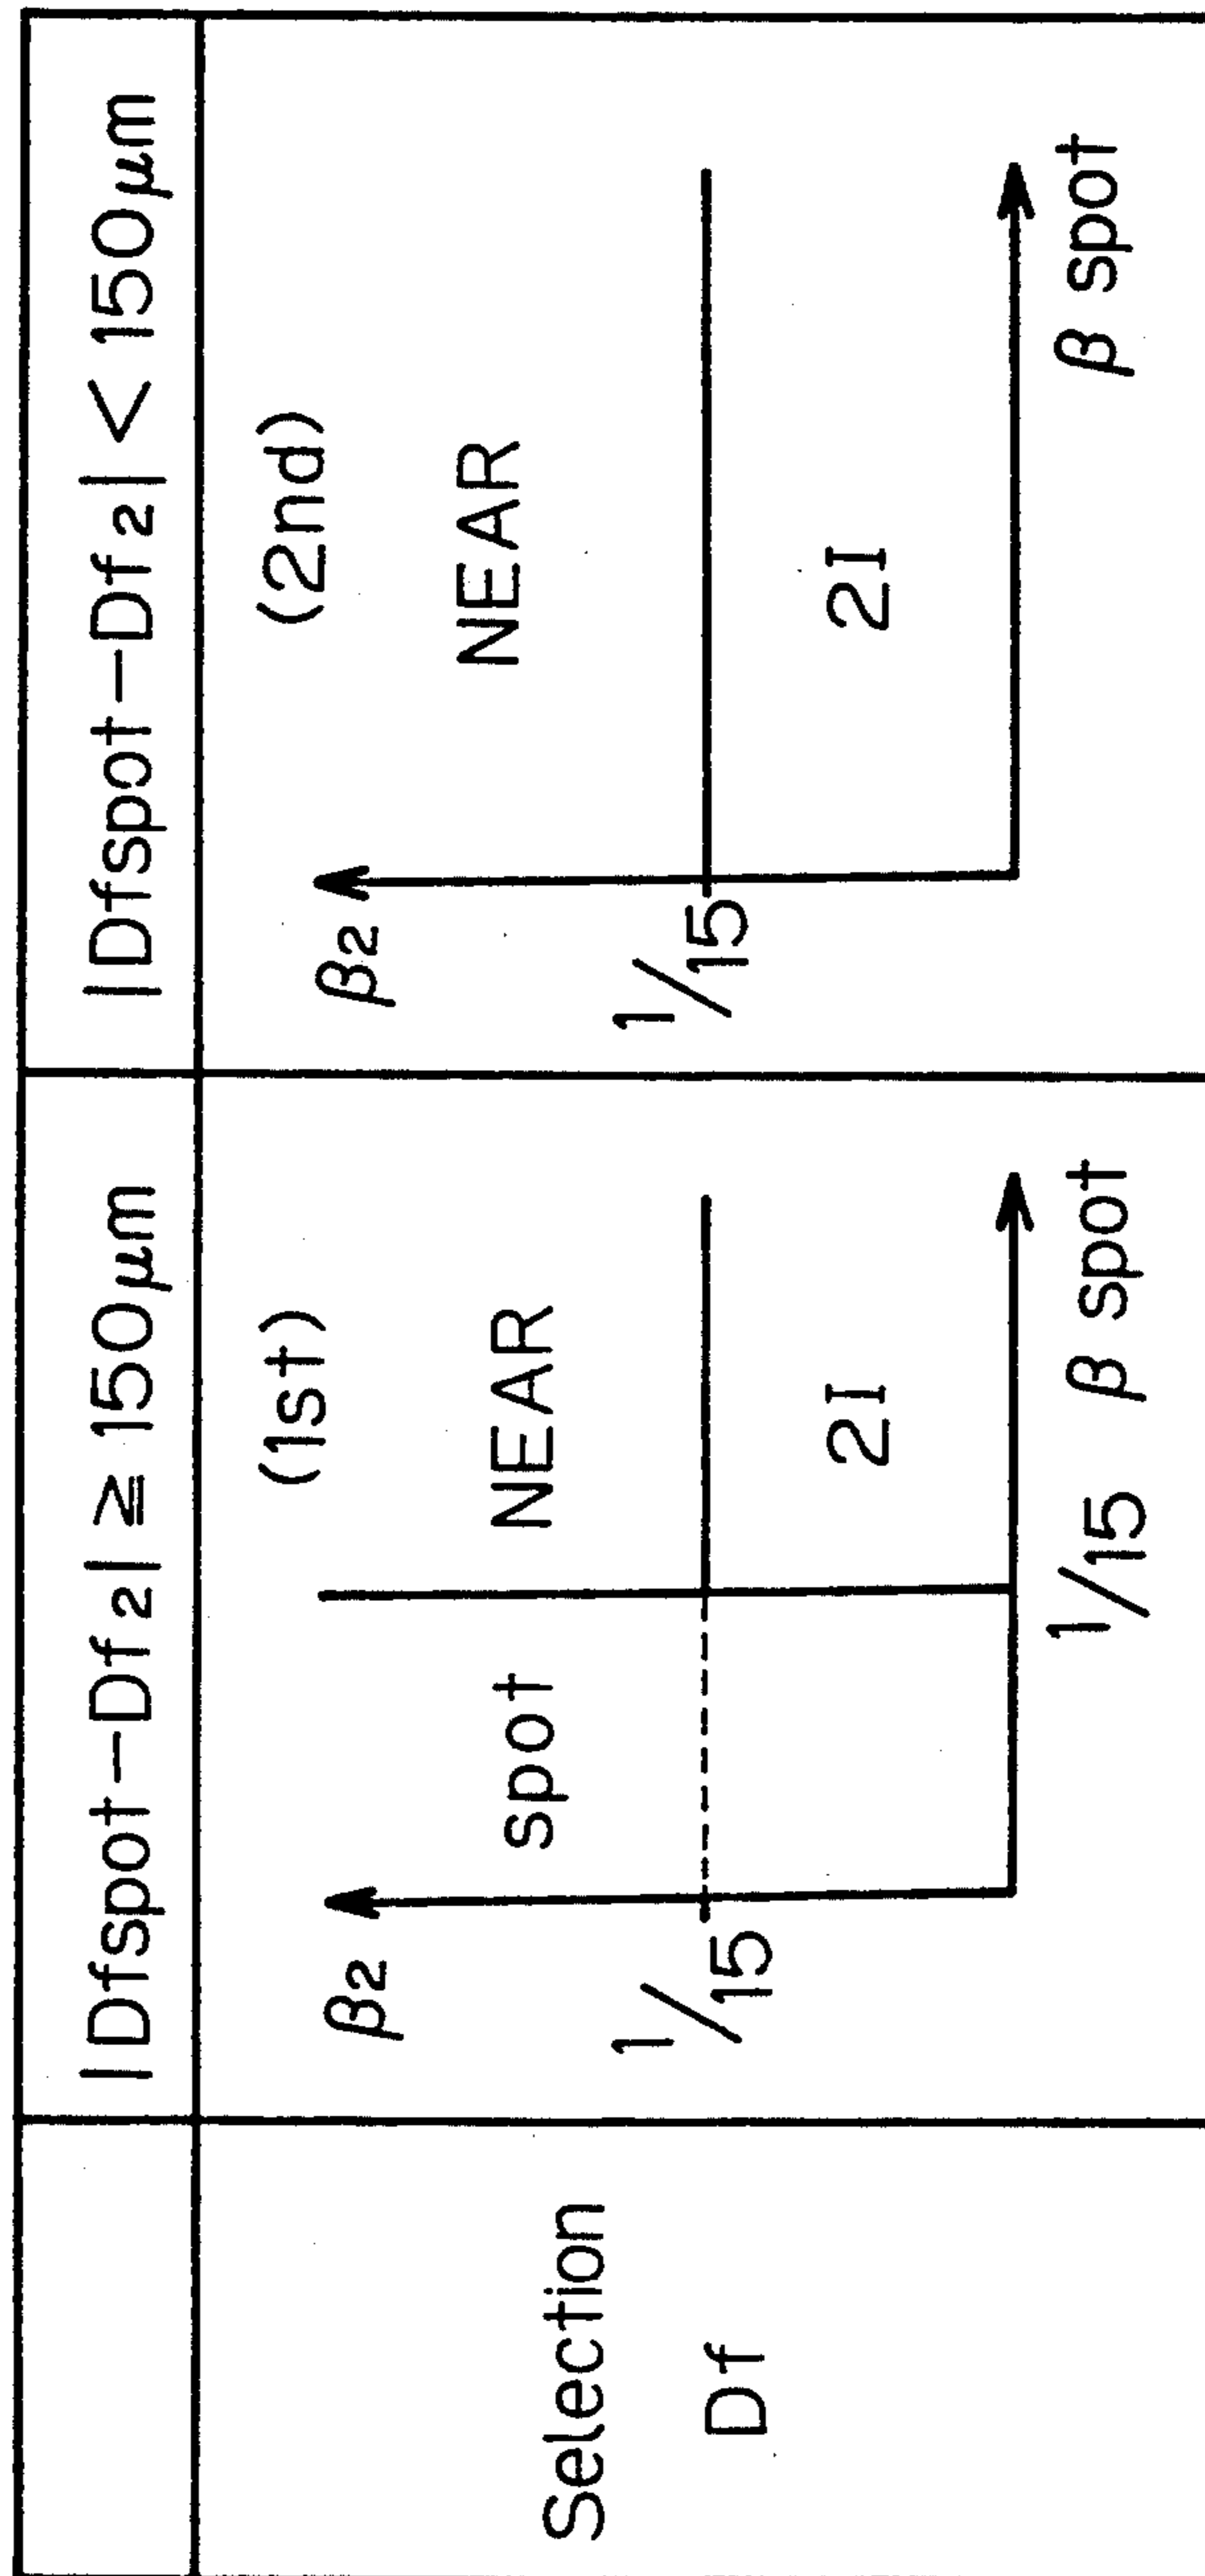 |Dfspot−Df₂| ≧ 150μm
|Dfspot−Df₂| < 150μm
Selection
Df
(1st)
β₂
spot
NEAR
1/15
2I
1/15
β spot
(2nd)
β₂
NEAR
1/15
2I
β spot